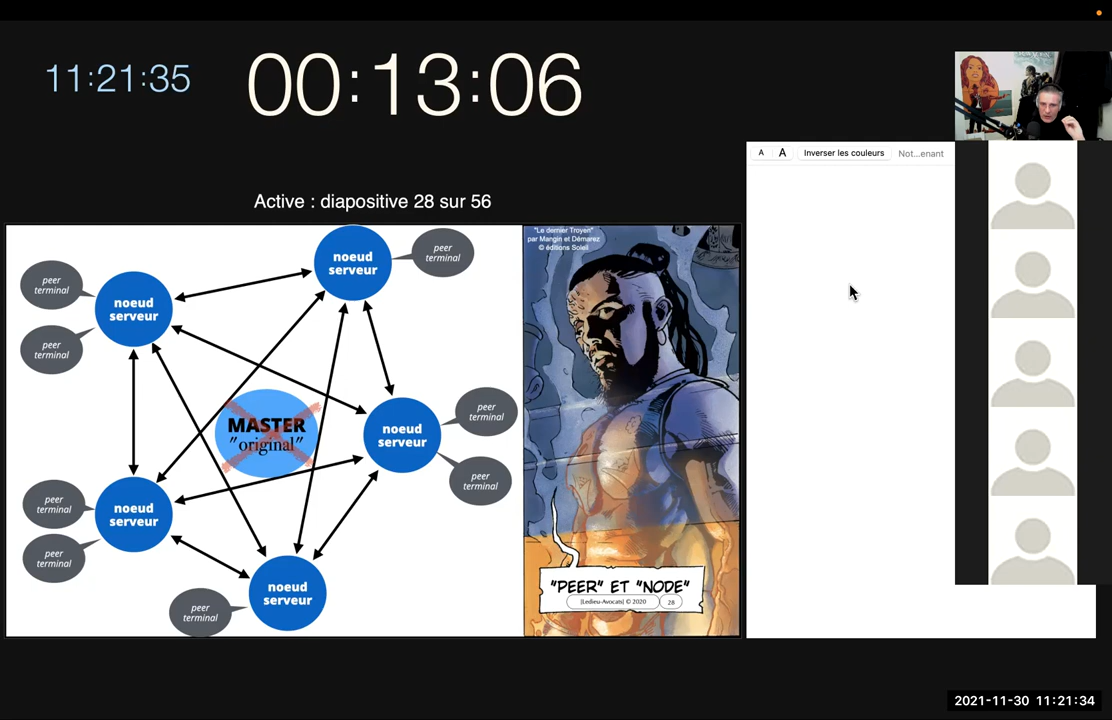 11:21:35
00:13:06
Active : diapositive 28 sur 56
A A Inverser les couleurs Not...enant
noeud
serveur
peer
terminal
peer
terminal
noeud
serveur
peer
terminal
MASTER
"original"
noeud
serveur
peer
terminal
peer
terminal
peer
terminal
peer
terminal
noeud
serveur
noeud
serveur
peer
terminal
"Le dernier Troyen"
par Mangin et Démarez
© éditions Soleil
"PEER" ET "NODE"
[Ledieu-Avocats] © 2020 28
2021-11-30 11:21:34